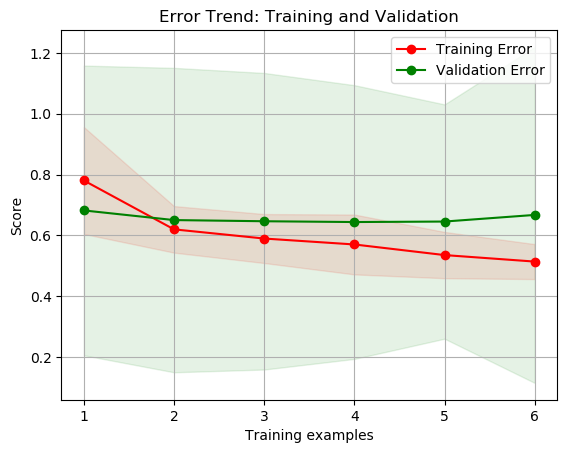 Error Trend: Training and Validation
Training Error
Validation Error
1.2
1.0
0.8
0.6
0.4
0.2
Score
1 2 3 4 5 6
Training examples